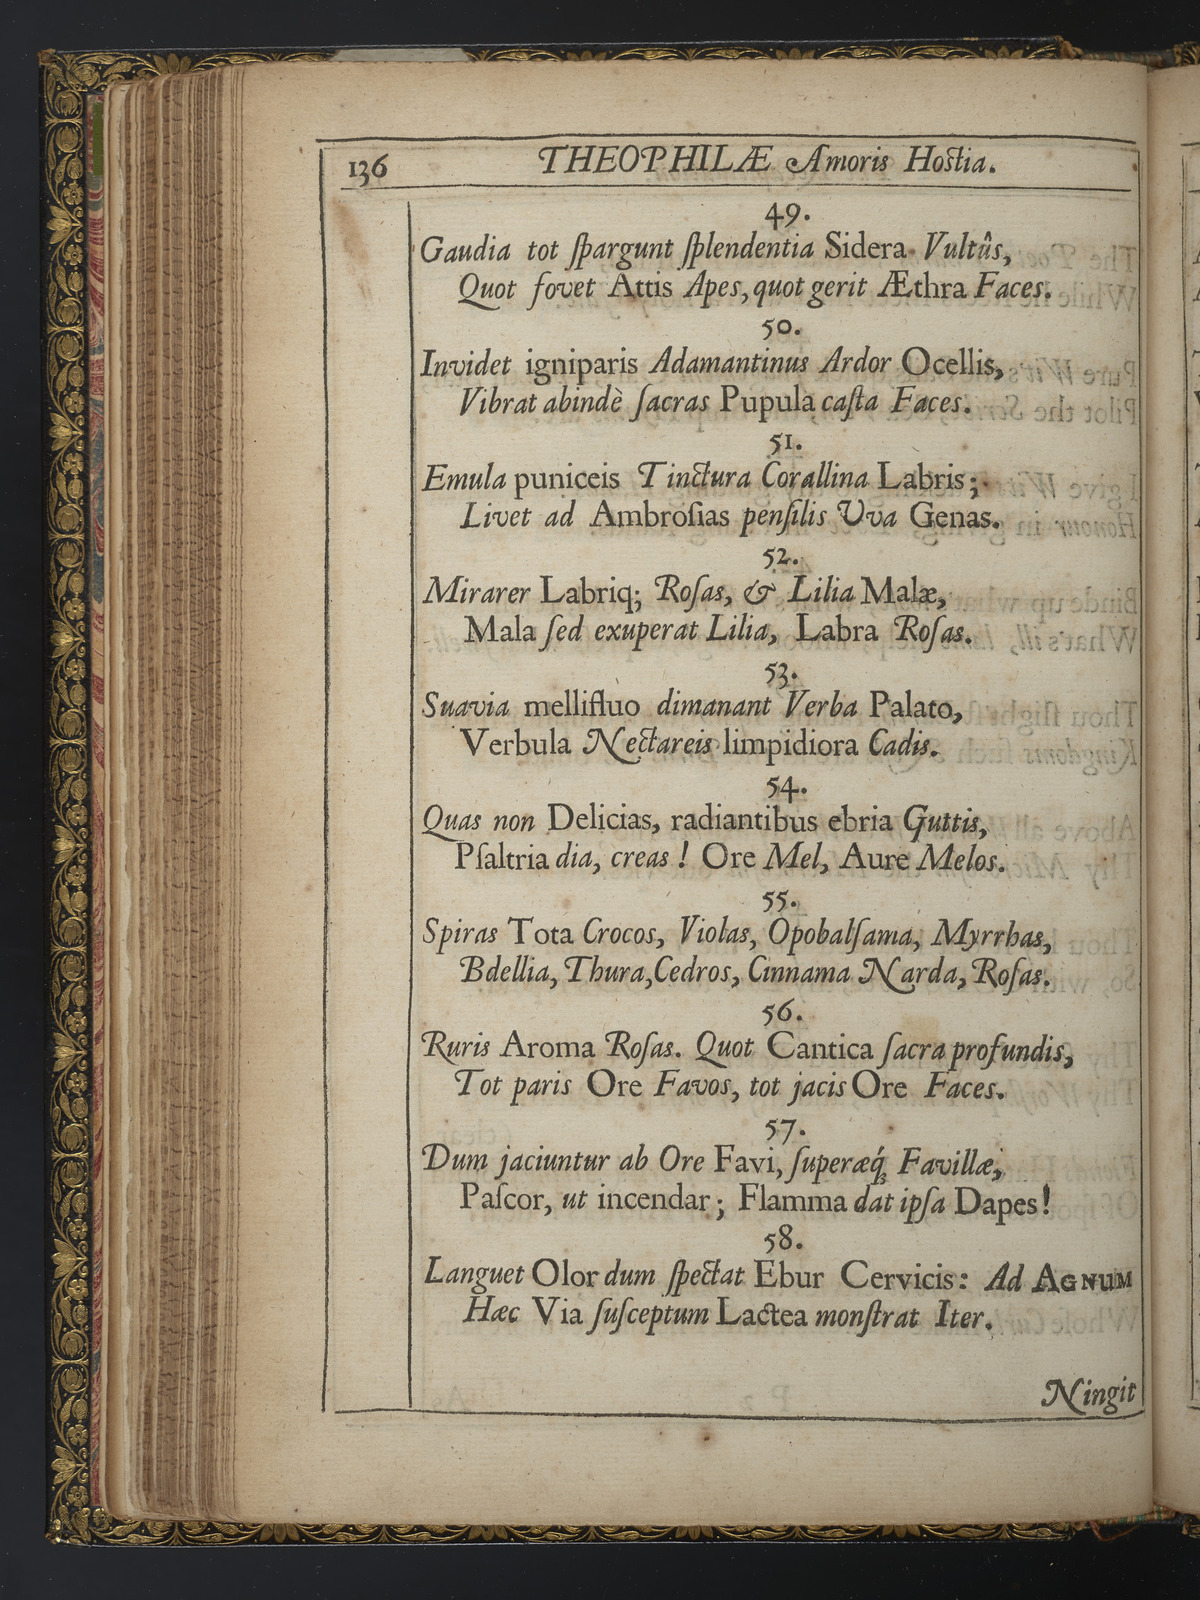 136 THEOPHILÆ Amoris Hostia.
49.
Gaudia tot ſpargunt ſplendentia Sidera Vultûs,
Quot fovet Attis Apes, quot gerit Æthra Faces.
50.
Invidet igniparis Adamantinus Ardor Ocellis,
Vibrat abindè ſacras Pupula caſta Faces.
51.
Emula puniceis Tinctura Corallina Labris;
Livet ad Ambroſias penſilis Uva Genas.
52.
Mirarer Labriq; Roſas, & Lilia Malæ,
Mala ſed exuperat Lilia, Labra Roſas.
53.
Suavia mellifluo dimanant Verba Palato,
Verbula Nectareis limpidiora Cadis.
54.
Quas non Delicias, radiantibus ebria Guttis,
Pſaltria dia, creas! Ore Mel, Aure Melos.
55.
Spiras Tota Crocos, Violas, Opobalſama, Myrrhas,
Bdellia, Thura, Cedros, Cinnama Narda, Roſas.
56.
Ruris Aroma Roſas. Quot Cantica ſacra profundis,
Tot paris Ore Favos, tot jacis Ore Faces.
57.
Dum jaciuntur ab Ore Favi, ſuperæq́; Favillæ,
Paſcor, ut incendar; Flamma dat ipſa Dapes!
58.
Languet Olor dum ſpectat Ebur Cervicis: Ad AGNUM
Hæc Via ſuſceptum Lactea monſtrat Iter.
Ningit